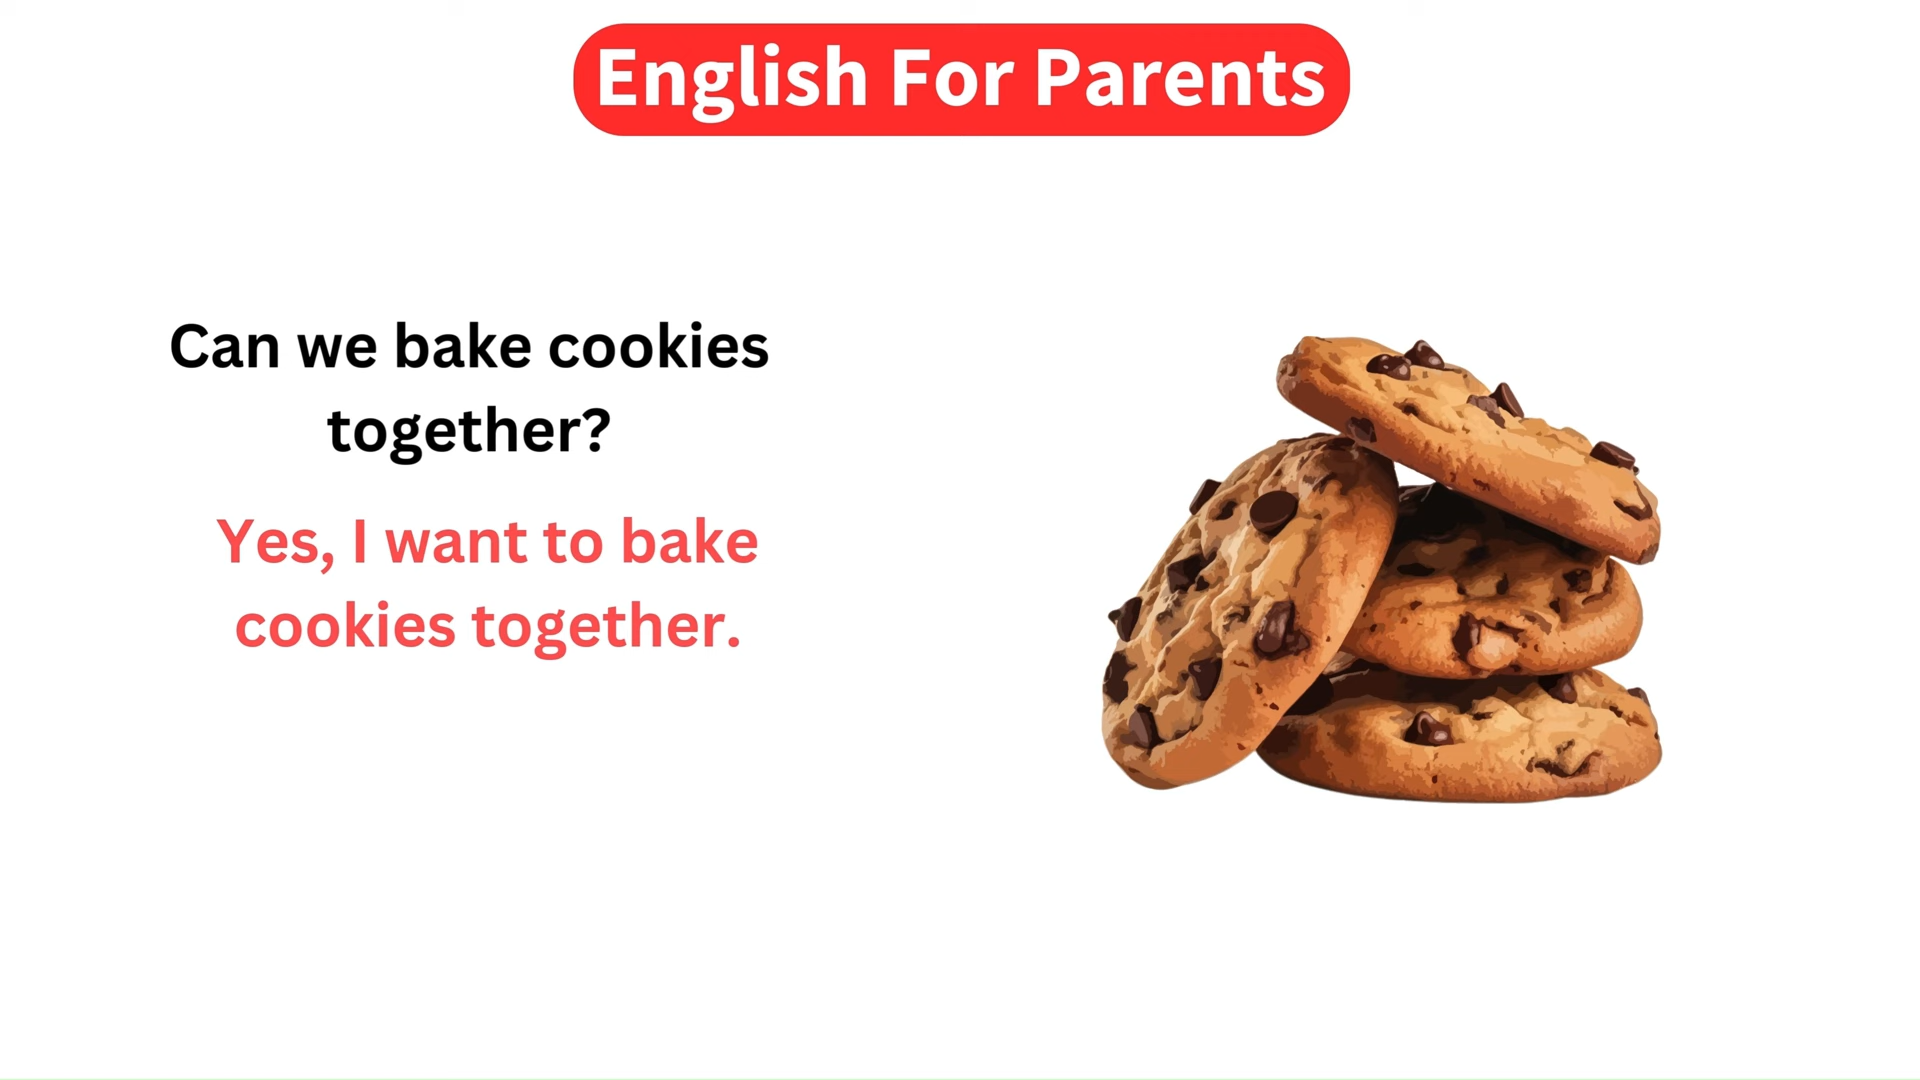 English For Parents
Can we bake cookies
together?
Yes, I want to bake
cookies together.